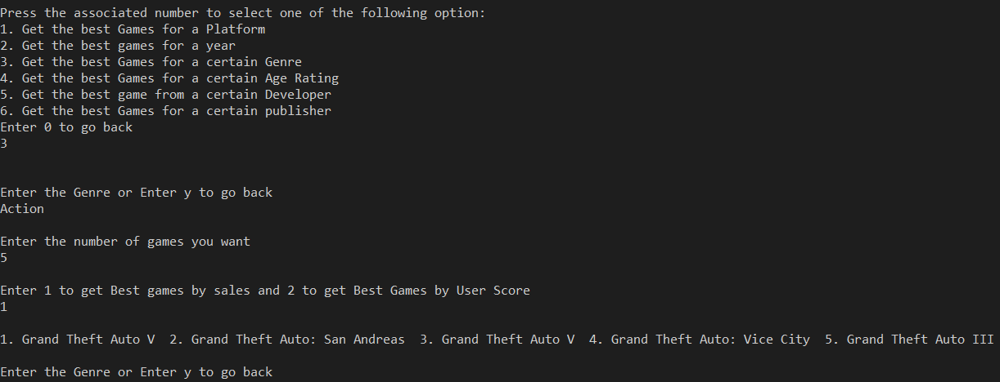 Press the associated number to select one of the following option:
1. Get the best Games for a Platform
2. Get the best games for a year
3. Get the best Games for a certain Genre
4. Get the best Games for a certain Age Rating
5. Get the best game from a certain Developer
6. Get the best Games for a certain publisher
Enter 0 to go back
3
Enter the Genre or Enter y to go back
Action
Enter the number of games you want
5
Enter 1 to get Best games by sales and 2 to get Best Games by User Score
1
1. Grand Theft Auto V  2. Grand Theft Auto: San Andreas  3. Grand Theft Auto V  4. Grand Theft Auto: Vice City  5. Grand Theft Auto III
Enter the Genre or Enter y to go back